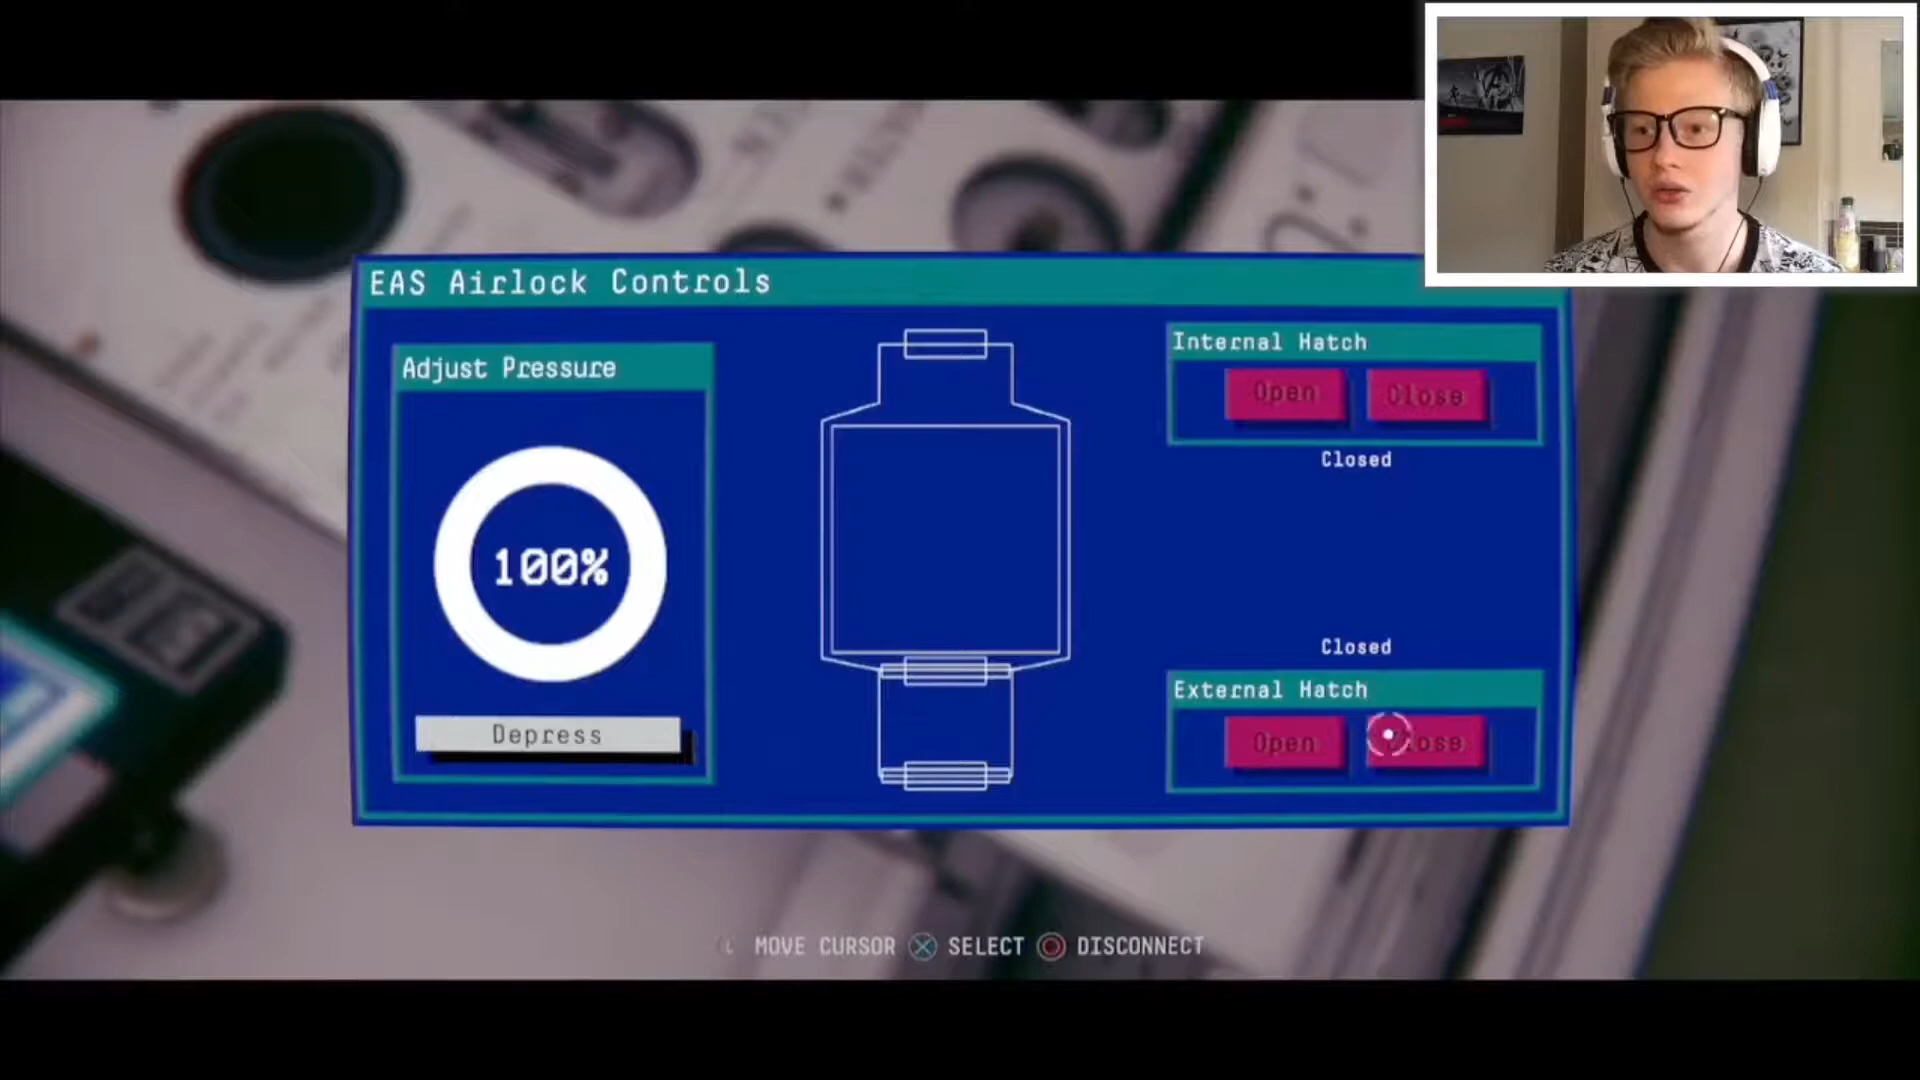 EAS Airlock Controls
Adjust Pressure
100%
Depress
Internal Hatch
Open Close
Closed
Closed
External Hatch
Open Close
L MOVE CURSOR SELECT DISCONNECT